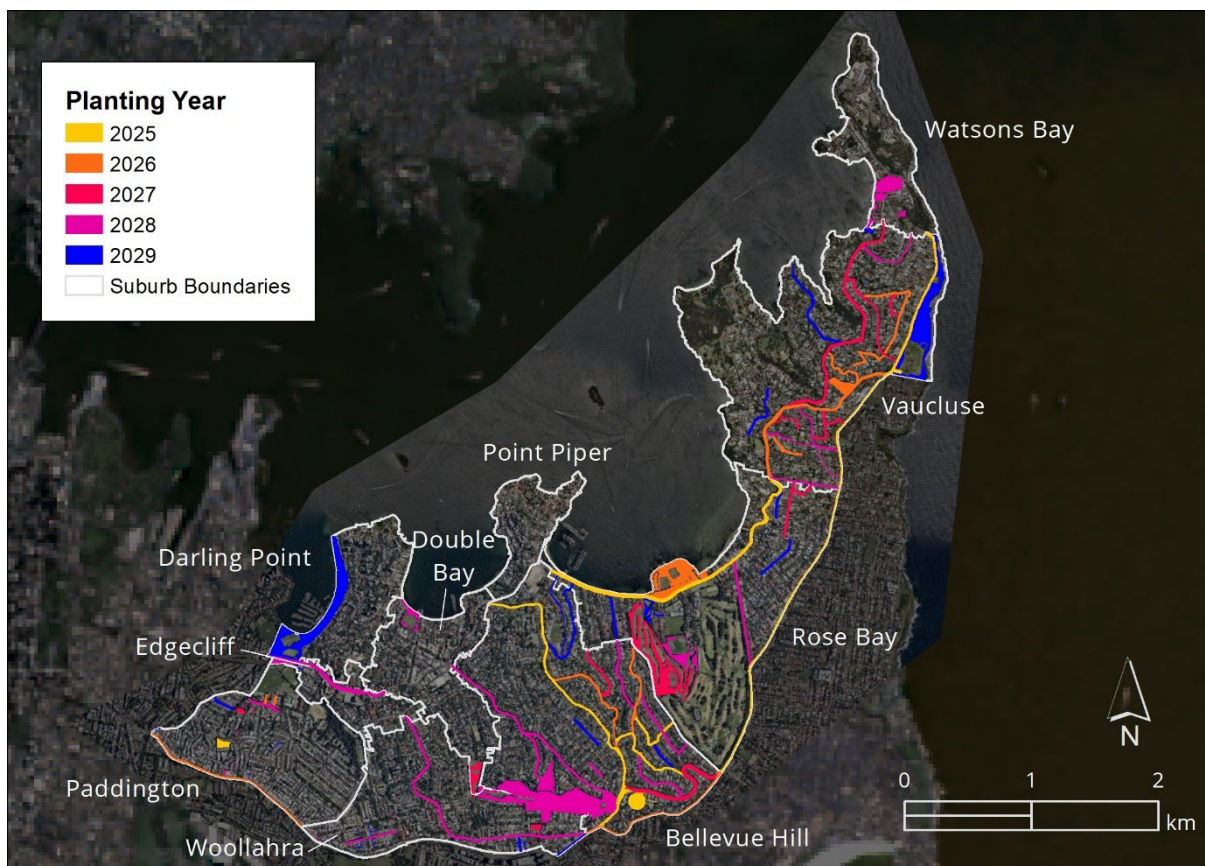 Planting Year
2025
2026
2027
2028
2029
Suburb Boundaries
Watsons Bay
Vaucluse
Point Piper
Double
Bay
Darling Point
Edgecliff
Rose Bay
Paddington
Woollahra
Bellevue Hill
N
0 1 2
km